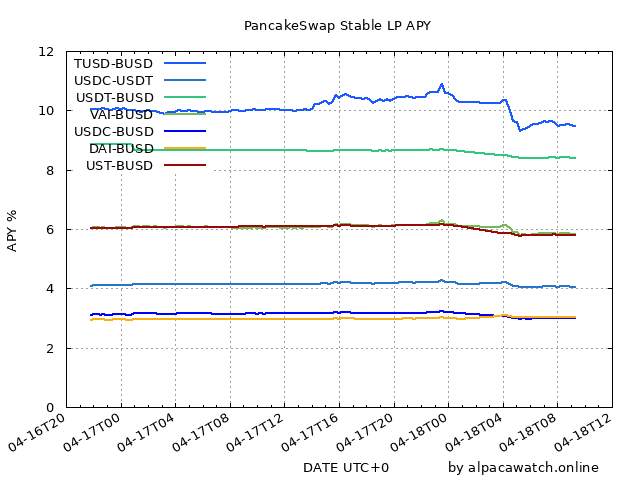 PancakeSwap Stable LP APY
12
10
8
6
4
2
0
APY %
TUSD-BUSD
USDC-USDT
USDT-BUSD
VAI-BUSD
USDC-BUSD
DAI-BUSD
UST-BUSD
04-16T20
04-17T00
04-17T04
04-17T08
04-17T12
04-17T16
04-17T20
04-18T00
04-18T04
04-18T08
04-18T12
DATE UTC+0
by alpacawatch.online